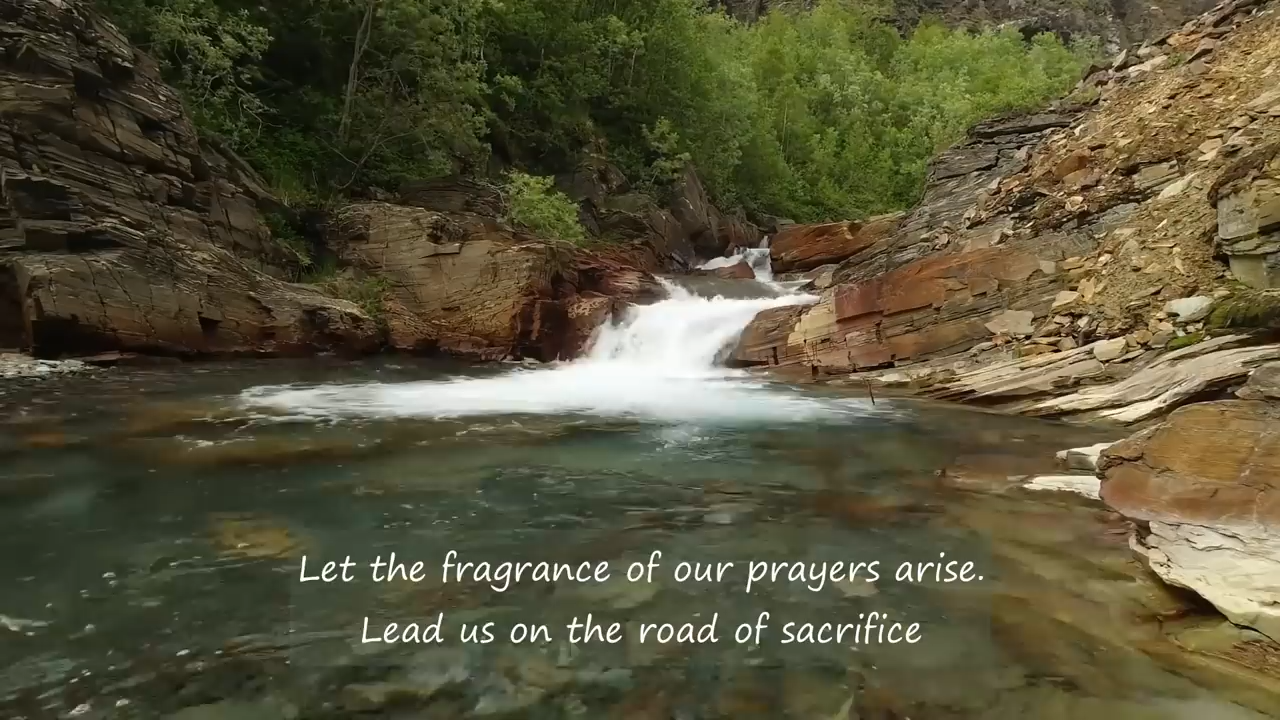 Let the fragrance of our prayers arise.
Lead us on the road of sacrifice